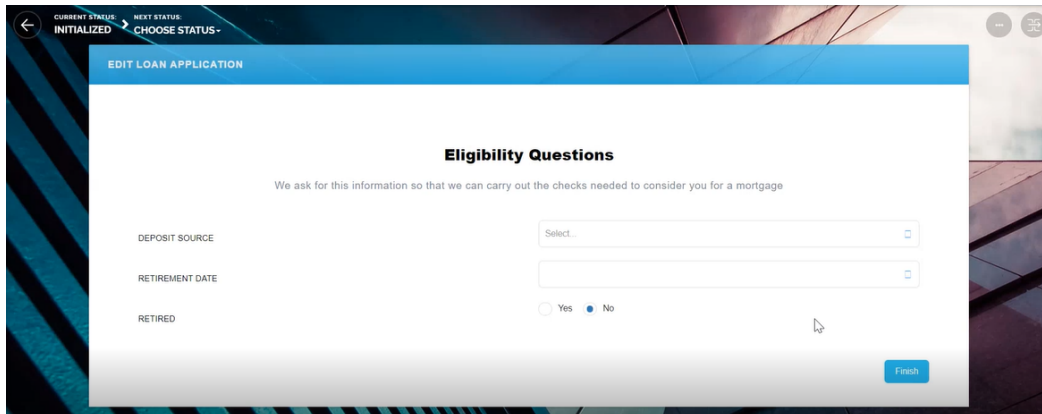 CURRENT STATUS: NEXT STATUS:
INITIALIZED CHOOSE STATUS
EDIT LOAN APPLICATION
Eligibility Questions
We ask for this information so that we can carry out the checks needed to consider you for a mortgage
DEPOSIT SOURCE Select...
RETIREMENT DATE
RETIRED Yes No
Finish